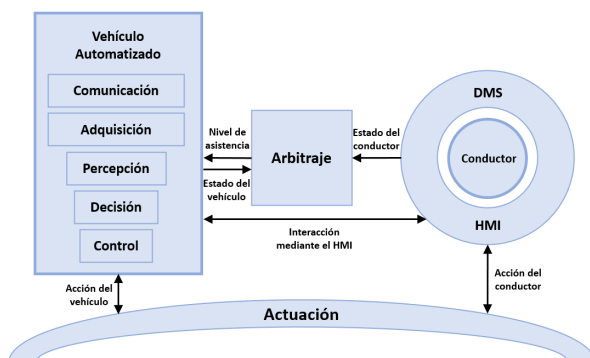 Vehículo
Automatizado
Comunicación
Adquisición
Percepción
Decisión
Control
Nivel de
asistencia
Estado del
vehículo
Arbitraje
Estado del
conductor
DMS
Conductor
HMI
Interacción
mediante el HMI
Acción del
vehículo
Acción del
conductor
Actuación